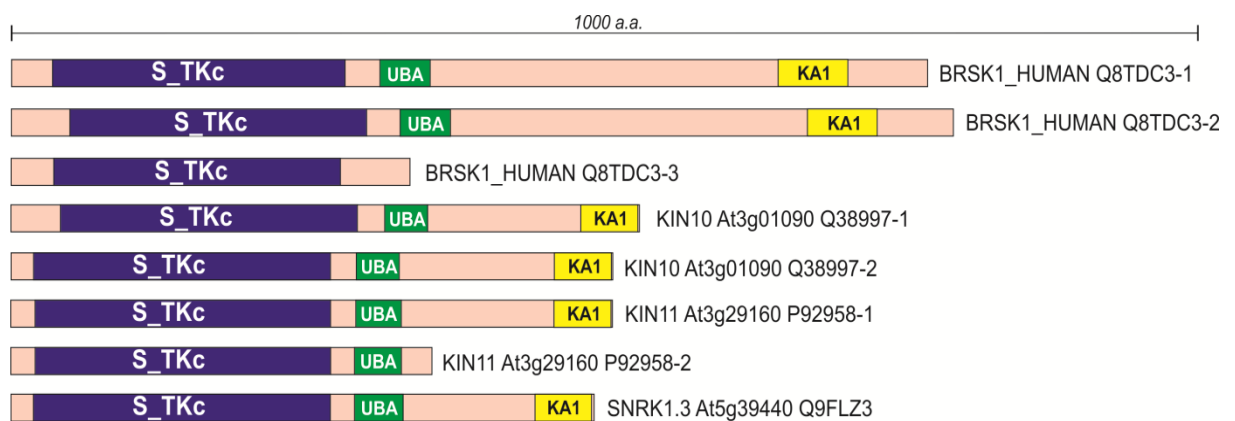 1000 a.a.
S_TKc UBA KA1 BRSK1_HUMAN Q8TDC3-1
S_TKc UBA KA1 BRSK1_HUMAN Q8TDC3-2
S_TKc BRSK1_HUMAN Q8TDC3-3
S_TKc UBA KA1 KIN10 At3g01090 Q38997-1
S_TKc UBA KA1 KIN10 At3g01090 Q38997-2
S_TKc UBA KA1 KIN11 At3g29160 P92958-1
S_TKc UBA KIN11 At3g29160 P92958-2
S_TKc UBA KA1 SNRK1.3 At5g39440 Q9FLZ3